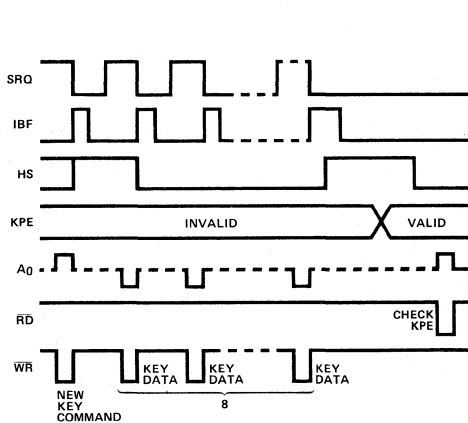 SRQ
IBF
HS
KPE
INVALID
VALID
A0
RD
CHECK
KPE
WR
KEY
DATA
KEY
DATA
KEY
DATA
NEW
KEY
COMMAND
8